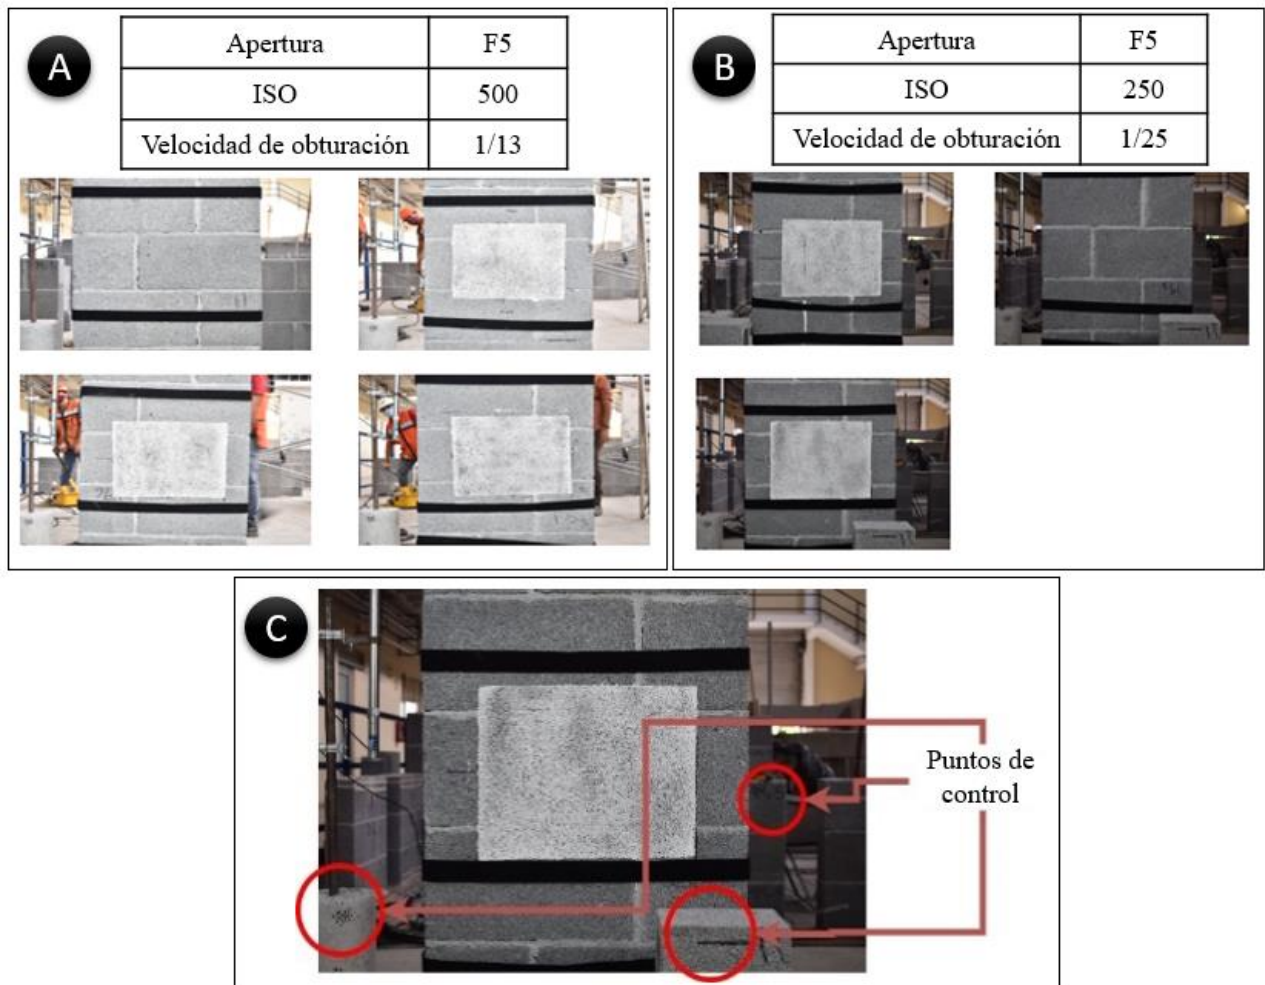 A
Apertura F5
ISO 500
Velocidad de obturación 1/13
B
Apertura F5
ISO 250
Velocidad de obturación 1/25
C
Puntos de
control